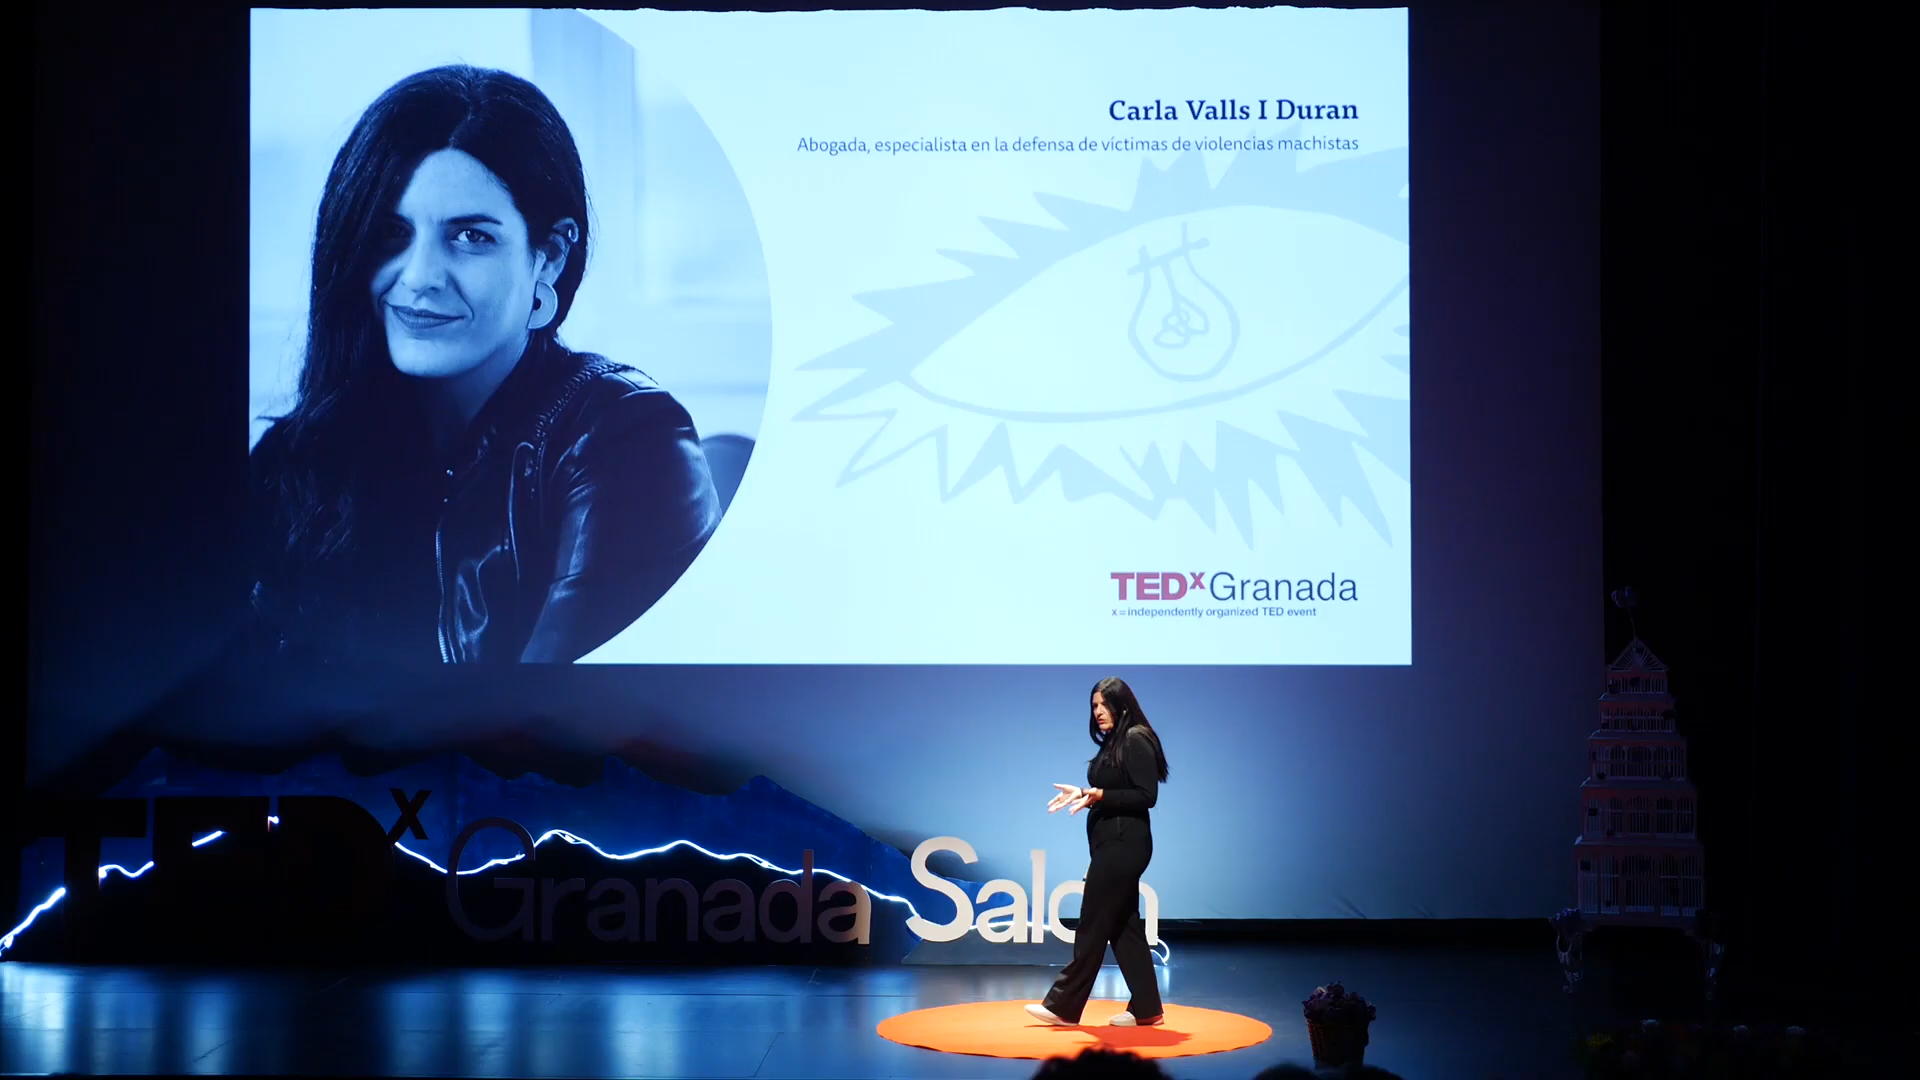 Carla Valls I Duran
Abogada, especialista en la defensa de víctimas de violencias machistas
TEDxGranada
x = independently organized TED event
TEDx
Granada Salon